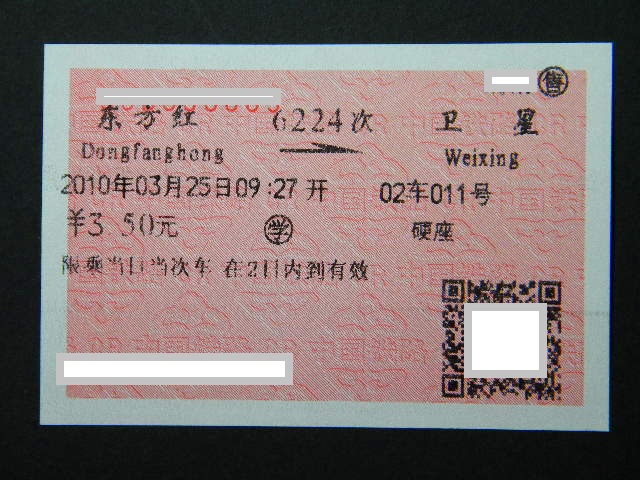 售
东方红 6224次 卫星
Dongfanghong Weixing
2010年03月25日09:27开 02车011号
¥3 50元 学 硬座
限乘当日当次车 在2日内到有效